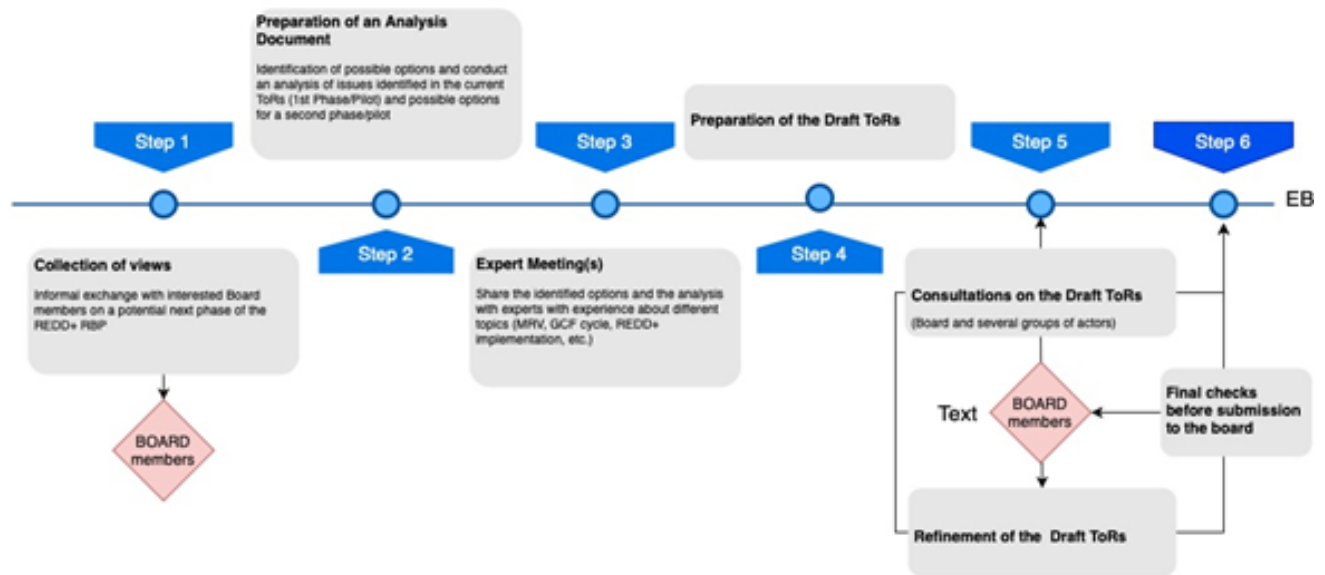 Preparation of an Analysis
Document
Identification of possible options and conduct
an analysis of issues identified in the current
ToRs (1st Phase/Pilot) and possible options
for a second phase/pilot
Preparation of the Draft ToRs
Step 1
Step 3
Step 5
Step 6
EB
Step 2
Step 4
Collection of views
Informal exchange with interested Board
members on a potential next phase of the
REDD+ RBP
BOARD
members
Expert Meeting(s)
Share the identified options and the analysis
with experts with experience about different
topics (MRV, GCF cycle, REDD+
implementation, etc.)
Consultations on the Draft ToRs
(Board and several groups of actors)
Text
BOARD
members
Final checks
before submission
to the board
Refinement of the Draft ToRs